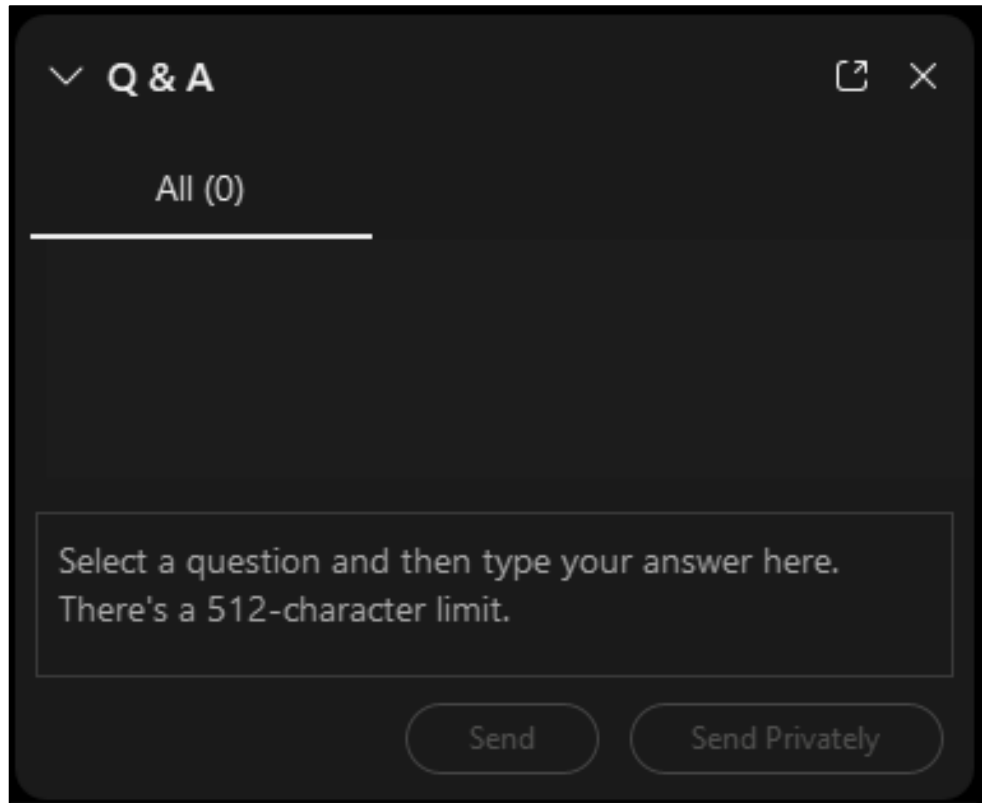 Q & A
All (0)
Select a question and then type your answer here.
There's a 512-character limit.
Send
Send Privately